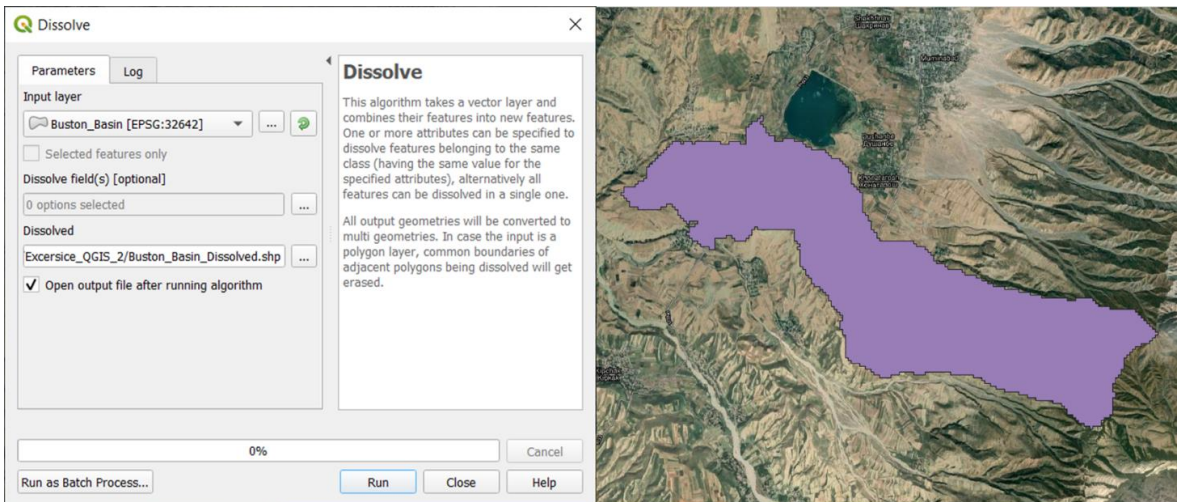 Dissolve
Parameters
Log
Input layer
Buston_Basin [EPSG:32642]
...
Selected features only
Dissolve field(s) [optional]
0 options selected
...
Dissolved
Excersice_QGIS_2/Buston_Basin_Dissolved.shp
...
Open output file after running algorithm
Dissolve
This algorithm takes a vector layer and
combines their features into new features.
One or more attributes can be specified to
dissolve features belonging to the same
class (having the same value for the
specified attributes), alternatively all
features can be dissolved in a single one.
All output geometries will be converted to
multi geometries. In case the input is a
polygon layer, common boundaries of
adjacent polygons being dissolved will get
erased.
0%
Cancel
Run as Batch Process...
Run
Close
Help
Muminabad
Dushanbe
Душанбе